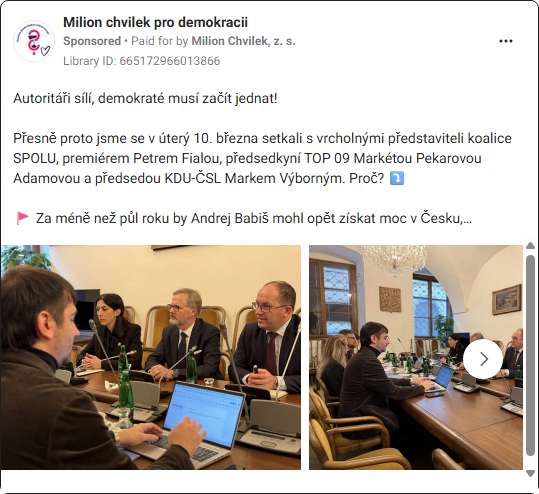 Milion chvilek pro demokracii
Sponsored • Paid for by Milion Chvilek, z. s.
Library ID: 665172966013866
Autoritáři sílí, demokraté musí začít jednat!
Přesně proto jsme se v úterý 10. března setkali s vrcholnými představiteli koalice
SPOLU, premiérem Petrem Fialou, předsedkyní TOP 09 Markétou Pekarovou
Adamovou a předsedou KDU-ČSL Markem Výborným. Proč? ⤵️
🚩 Za méně než půl roku by Andrej Babiš mohl opět získat moc v Česku,...